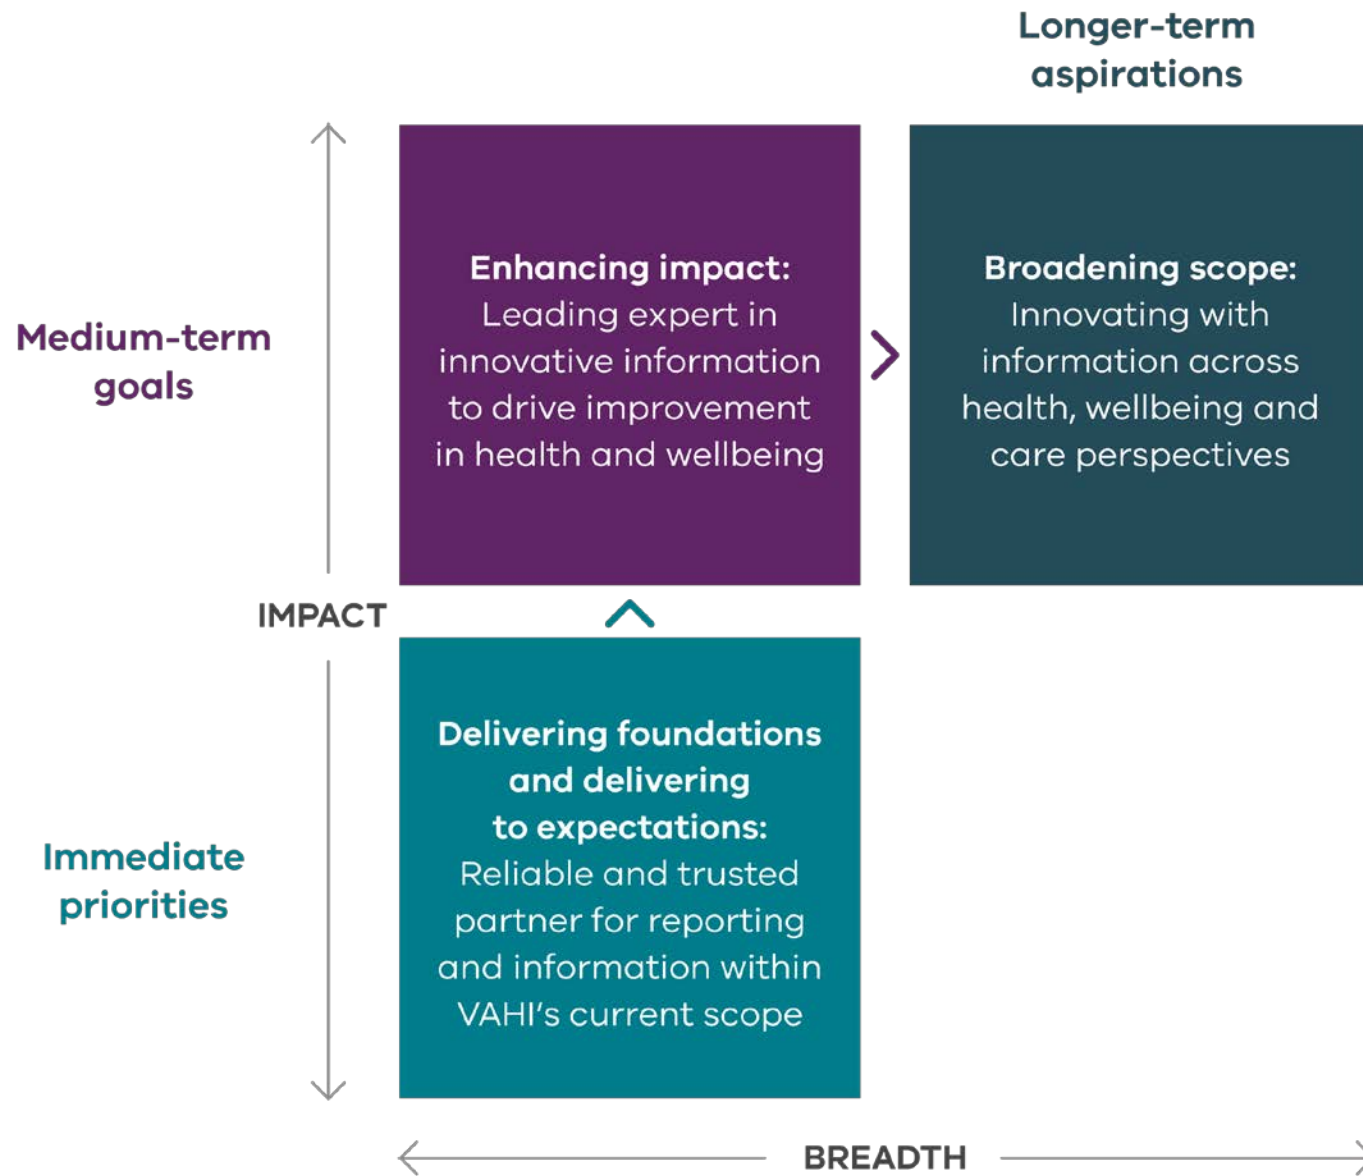 Longer-term
aspirations
Medium-term
goals
Enhancing impact:
Leading expert in
innovative information
to drive improvement
in health and wellbeing
Broadening scope:
Innovating with
information across
health, wellbeing and
care perspectives
IMPACT
Immediate
priorities
Delivering foundations
and delivering
to expectations:
Reliable and trusted
partner for reporting
and information within
VAHI's current scope
BREADTH